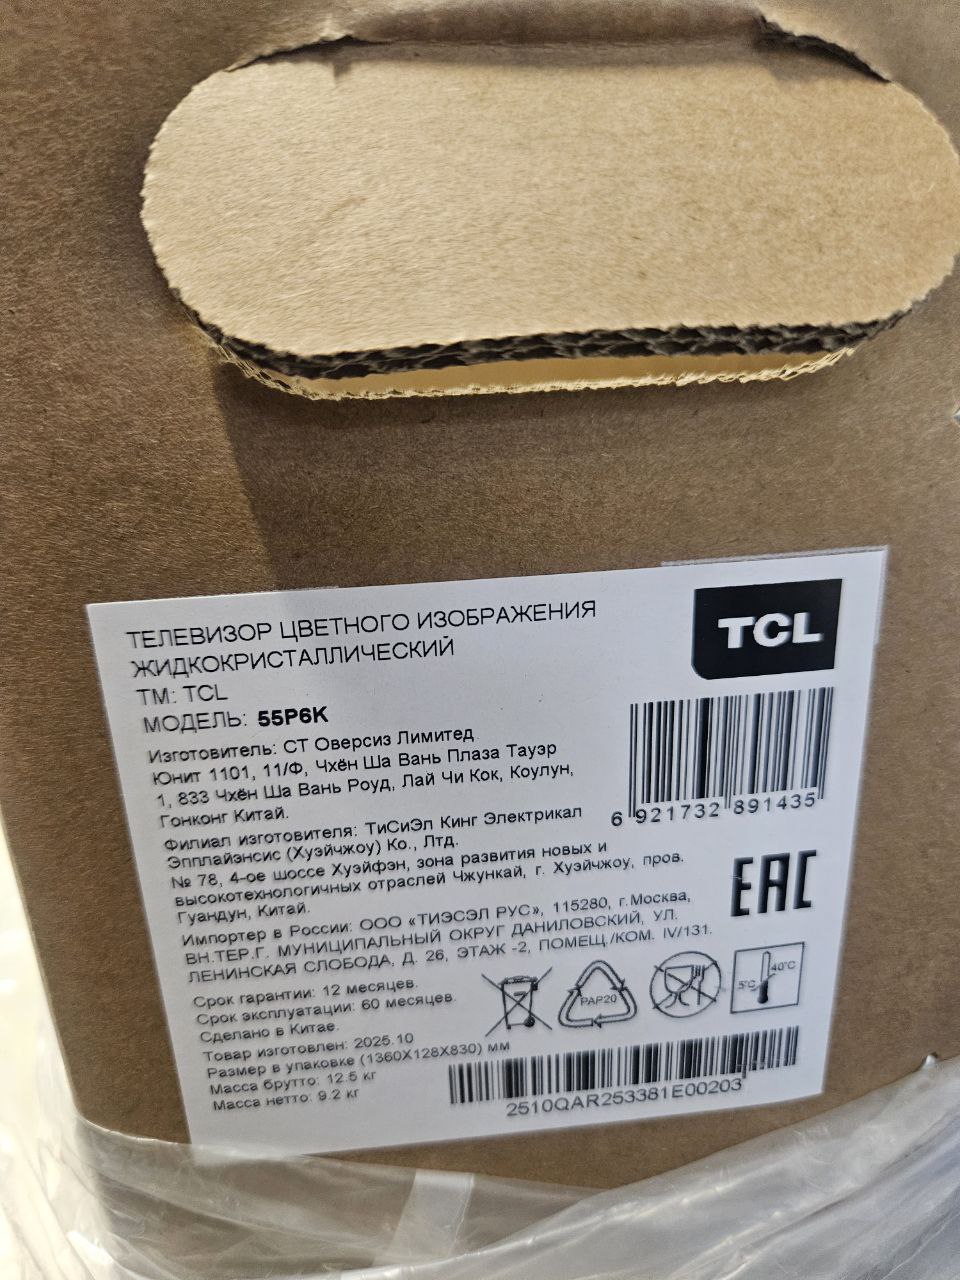 ТЕЛЕВИЗОР ЦВЕТНОГО ИЗОБРАЖЕНИЯ
ЖИДКОКРИСТАЛЛИЧЕСКИЙ
ТМ: TCL
МОДЕЛЬ: 55P6K
TCL
Изготовитель: СТ Оверсиз Лимитед
Юнит 1101, 11/Ф, Чхён Ша Вань Плаза Тауэр
1, 833 Чхён Ша Вань Роуд, Лай Чи Кок, Коулун,
Гонконг Китай.
6 921732 891435
Филиал изготовителя: ТиСиЭл Кинг Электрикал
Эпплайэнсис (Хуэйчжоу) Ко., Лтд.
№ 78, 4-ое шоссе Хуэйфэн, зона развития новых и
высокотехнологичных отраслей Чжункай, г. Хуэйчжоу, пров.
Гуандун, Китай.
EAC
Импортер в России: ООО «ТИЭСЭЛ РУС», 115280, г.Москва,
ВН.ТЕР.Г. МУНИЦИПАЛЬНЫЙ ОКРУГ ДАНИЛОВСКИЙ, УЛ.
ЛЕНИНСКАЯ СЛОБОДА, Д. 26, ЭТАЖ -2, ПОМЕЩ./КОМ. IV/131.
Срок гарантии: 12 месяцев.
Срок эксплуатации: 60 месяцев.
Сделано в Китае.
PAP20
5°C
40°C
Товар изготовлен: 2025.10
Размер в упаковке (1360X128X830) мм
Масса брутто: 12.5 кг
Масса нетто: 9.2 кг
2510QAR253381E00203